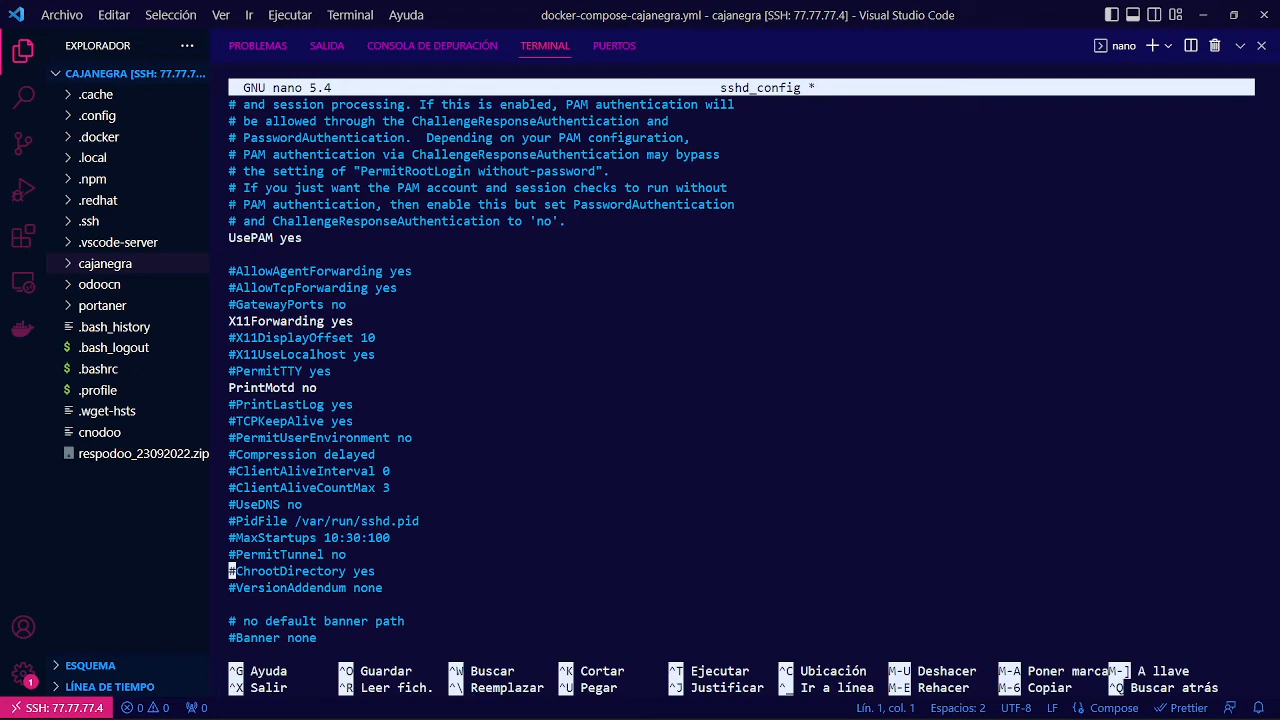 Archivo Editar Selección Ver Ir Ejecutar Terminal Ayuda docker-compose-cajanegra.yml - cajanegra [SSH: 77.77.77.4] - Visual Studio Code
EXPLORADOR
CAJANEGRA [SSH: 77.77.7...
.cache
.config
.docker
.local
.npm
.redhat
.ssh
.vscode-server
cajanegra
odoocn
portaner
.bash_history
.bash_logout
.bashrc
.profile
.wget-hsts
cnodoo
respodoo_23092022.zip
ESQUEMA
LÍNEA DE TIEMPO
PROBLEMAS SALIDA CONSOLA DE DEPURACIÓN TERMINAL PUERTOS nano
GNU nano 5.4 sshd_config *
# and session processing. If this is enabled, PAM authentication will
# be allowed through the ChallengeResponseAuthentication and
# PasswordAuthentication.  Depending on your PAM configuration,
# PAM authentication via ChallengeResponseAuthentication may bypass
# the setting of "PermitRootLogin without-password".
# If you just want the PAM account and session checks to run without
# PAM authentication, then enable this but set PasswordAuthentication
# and ChallengeResponseAuthentication to 'no'.
UsePAM yes
#AllowAgentForwarding yes
#AllowTcpForwarding yes
#GatewayPorts no
X11Forwarding yes
#X11DisplayOffset 10
#X11UseLocalhost yes
#PermitTTY yes
PrintMotd no
#PrintLastLog yes
#TCPKeepAlive yes
#PermitUserEnvironment no
#Compression delayed
#ClientAliveInterval 0
#ClientAliveCountMax 3
#UseDNS no
#PidFile /var/run/sshd.pid
#MaxStartups 10:30:100
#PermitTunnel no
#ChrootDirectory yes
#VersionAddendum none
# no default banner path
#Banner none
^G Ayuda ^O Guardar ^W Buscar ^K Cortar ^T Ejecutar ^C Ubicación M-U Deshacer M-A Poner marca M-] A llave
^X Salir ^R Leer fich. ^\ Reemplazar ^U Pegar ^J Justificar ^_ Ir a línea M-E Rehacer M-6 Copiar ^Q Buscar atrás
1
SSH: 77.77.77.4 0 0 0 Lín. 1, col. 1 Espacios: 2 UTF-8 LF Compose Prettier